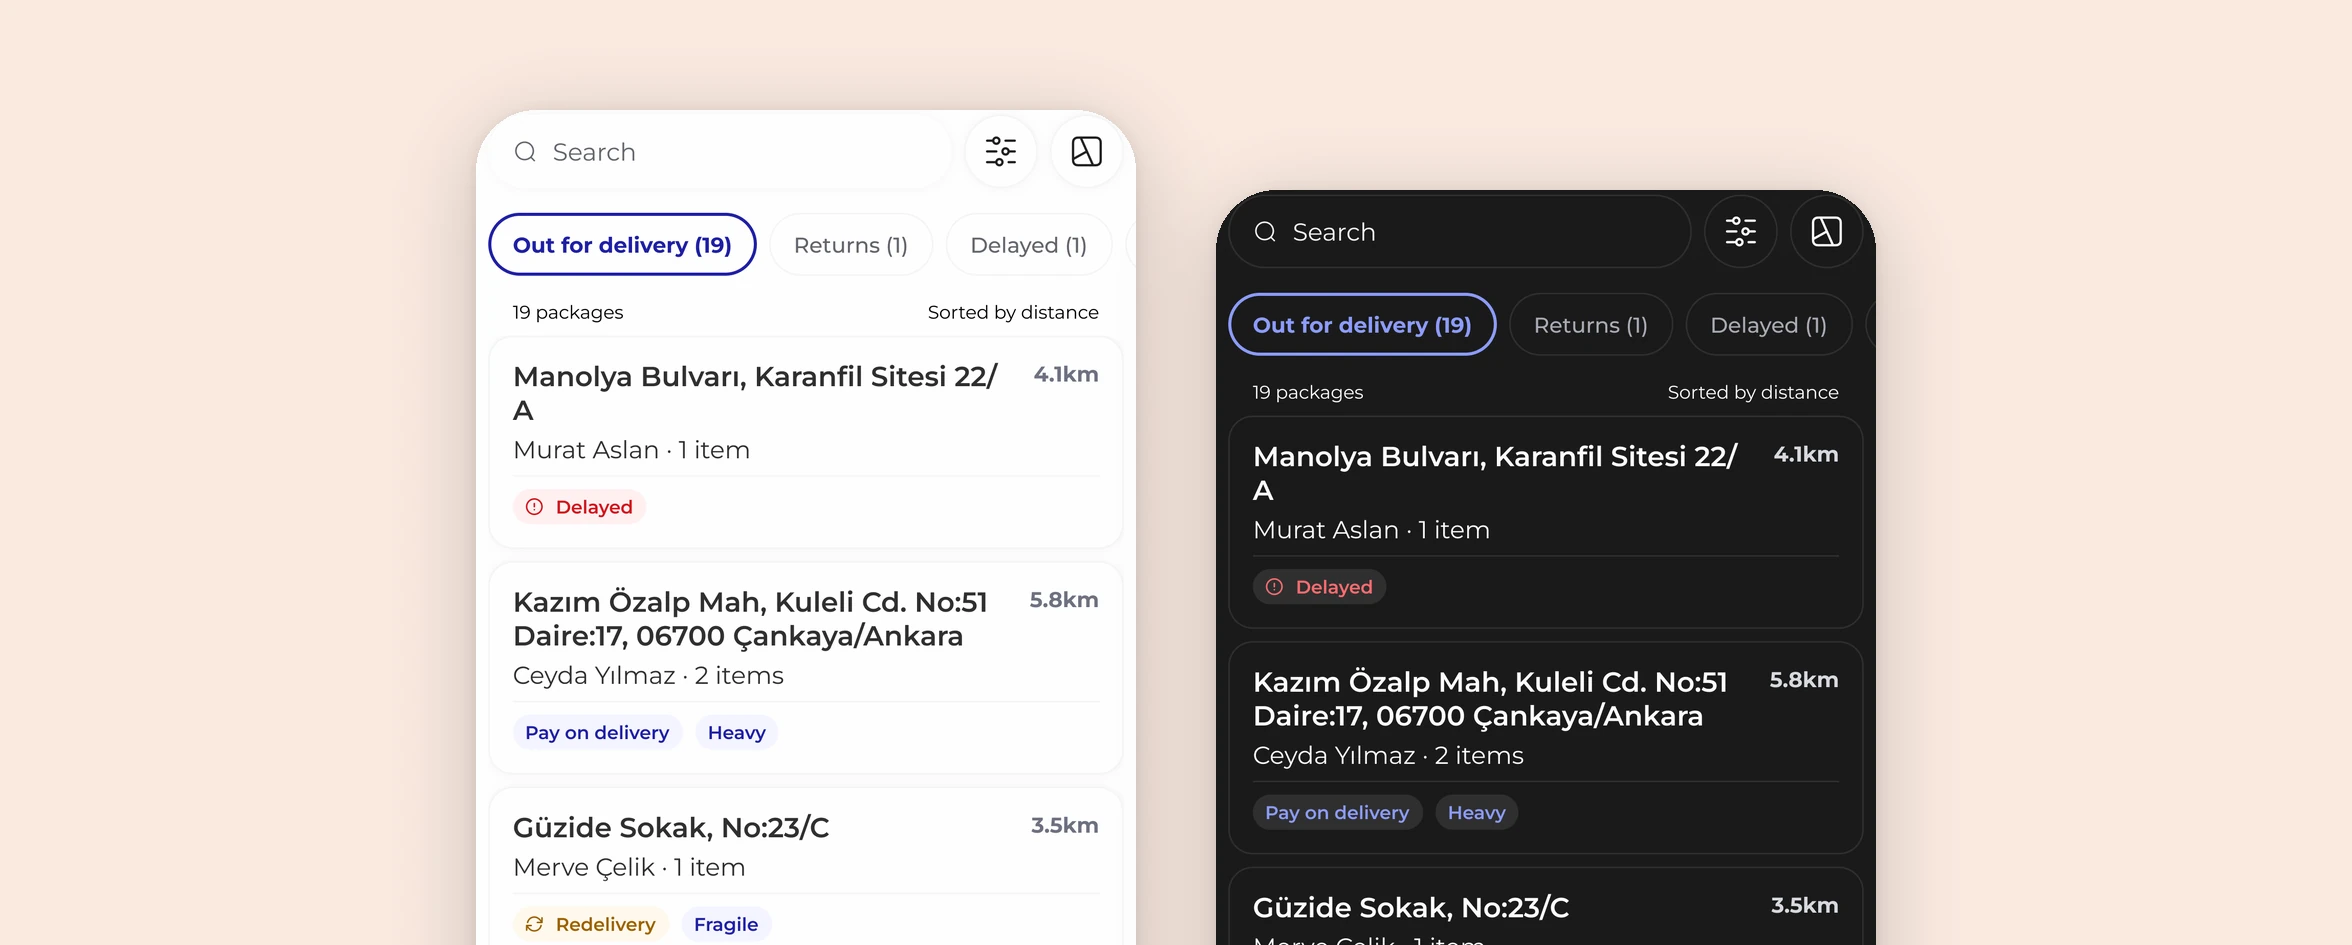 Search
Out for delivery (19)
Returns (1)
Delayed (1)
19 packages
Sorted by distance
Manolya Bulvarı, Karanfil Sitesi 22/
A
4.1km
Murat Aslan · 1 item
Delayed
Kazım Özalp Mah, Kuleli Cd. No:51
Daire:17, 06700 Çankaya/Ankara
5.8km
Ceyda Yılmaz · 2 items
Pay on delivery
Heavy
Güzide Sokak, No:23/C
3.5km
Merve Çelik · 1 item
Redelivery
Fragile
Search
Out for delivery (19)
Returns (1)
Delayed (1)
19 packages
Sorted by distance
Manolya Bulvarı, Karanfil Sitesi 22/
A
4.1km
Murat Aslan · 1 item
Delayed
Kazım Özalp Mah, Kuleli Cd. No:51
Daire:17, 06700 Çankaya/Ankara
5.8km
Ceyda Yılmaz · 2 items
Pay on delivery
Heavy
Güzide Sokak, No:23/C
3.5km
Merve Çelik · 1 item